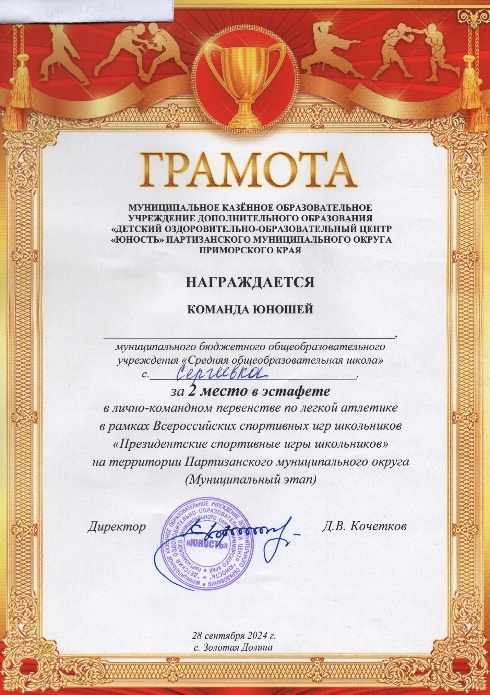 ГРАМОТА
МУНИЦИПАЛЬНОЕ КАЗЁННОЕ ОБРАЗОВАТЕЛЬНОЕ
УЧРЕЖДЕНИЕ ДОПОЛНИТЕЛЬНОГО ОБРАЗОВАНИЯ
«ДЕТСКИЙ ОЗДОРОВИТЕЛЬНО-ОБРАЗОВАТЕЛЬНЫЙ ЦЕНТР
«ЮНОСТЬ» ПАРТИЗАНСКОГО МУНИЦИПАЛЬНОГО ОКРУГА
ПРИМОРСКОГО КРАЯ
НАГРАЖДАЕТСЯ
КОМАНДА ЮНОШЕЙ
муниципального бюджетного общеобразовательного
учреждения «Средняя общеобразовательная школа»
с. Сергеевка,
за 2 место в эстафете
в лично-командном первенстве по легкой атлетике
в рамках Всероссийских спортивных игр школьников
«Президентские спортивные игры школьников»
на территории Партизанского муниципального округа
(Муниципальный этап)
Директор Д.В. Кочетков
«ЮНОСТЬ»
28 сентября 2024 г.
с. Золотая Долина